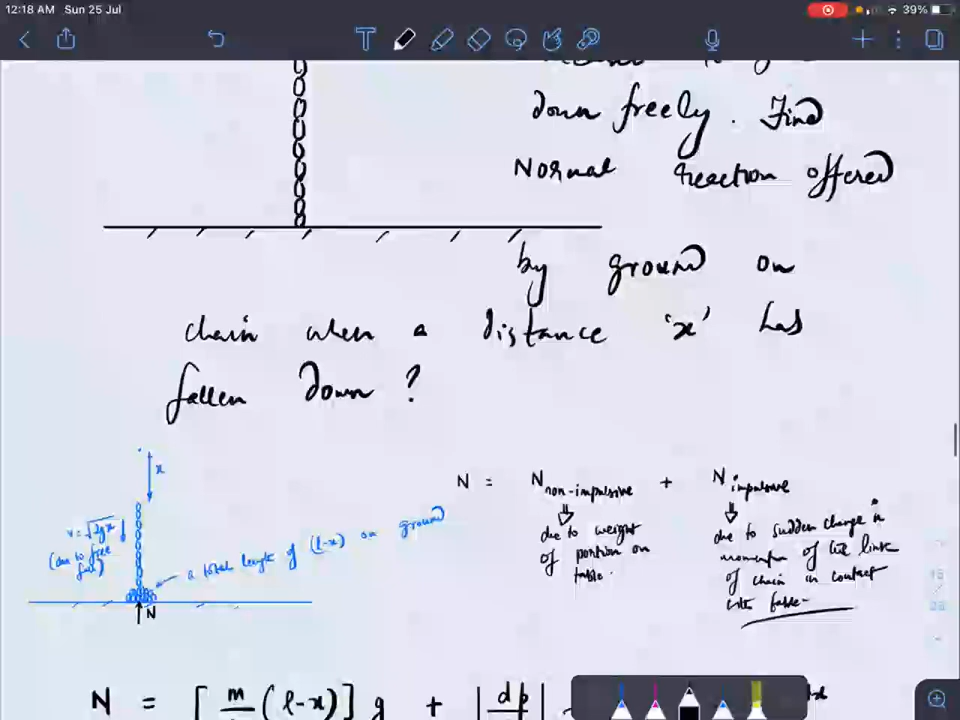 12:18 AM Sun 25 Jul
39%
T
down freely. Find
Normal reaction offered
by ground on
chain when a distance 'x' has
fallen down ?
x
v = √2gx
(due to free
fall)
a total length of (l-x) on ground
N
N = N non-impulsive + N impulsive
due to weight
of portion on
table.
due to sudden change in
momentum of the links
of chain in contact
with table
N = [ m (l-x) ] g + | dp |